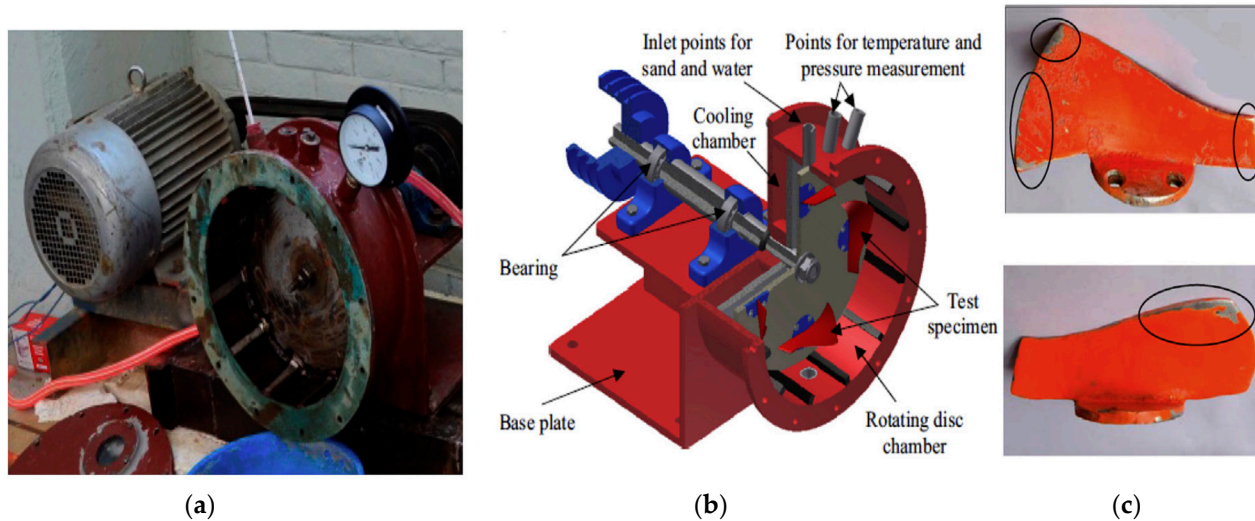 Inlet points for
sand and water
Points for temperature and
pressure measurement
Cooling
chamber
Bearing
Test
specimen
Base plate
Rotating disc
chamber
(a)
(b)
(c)